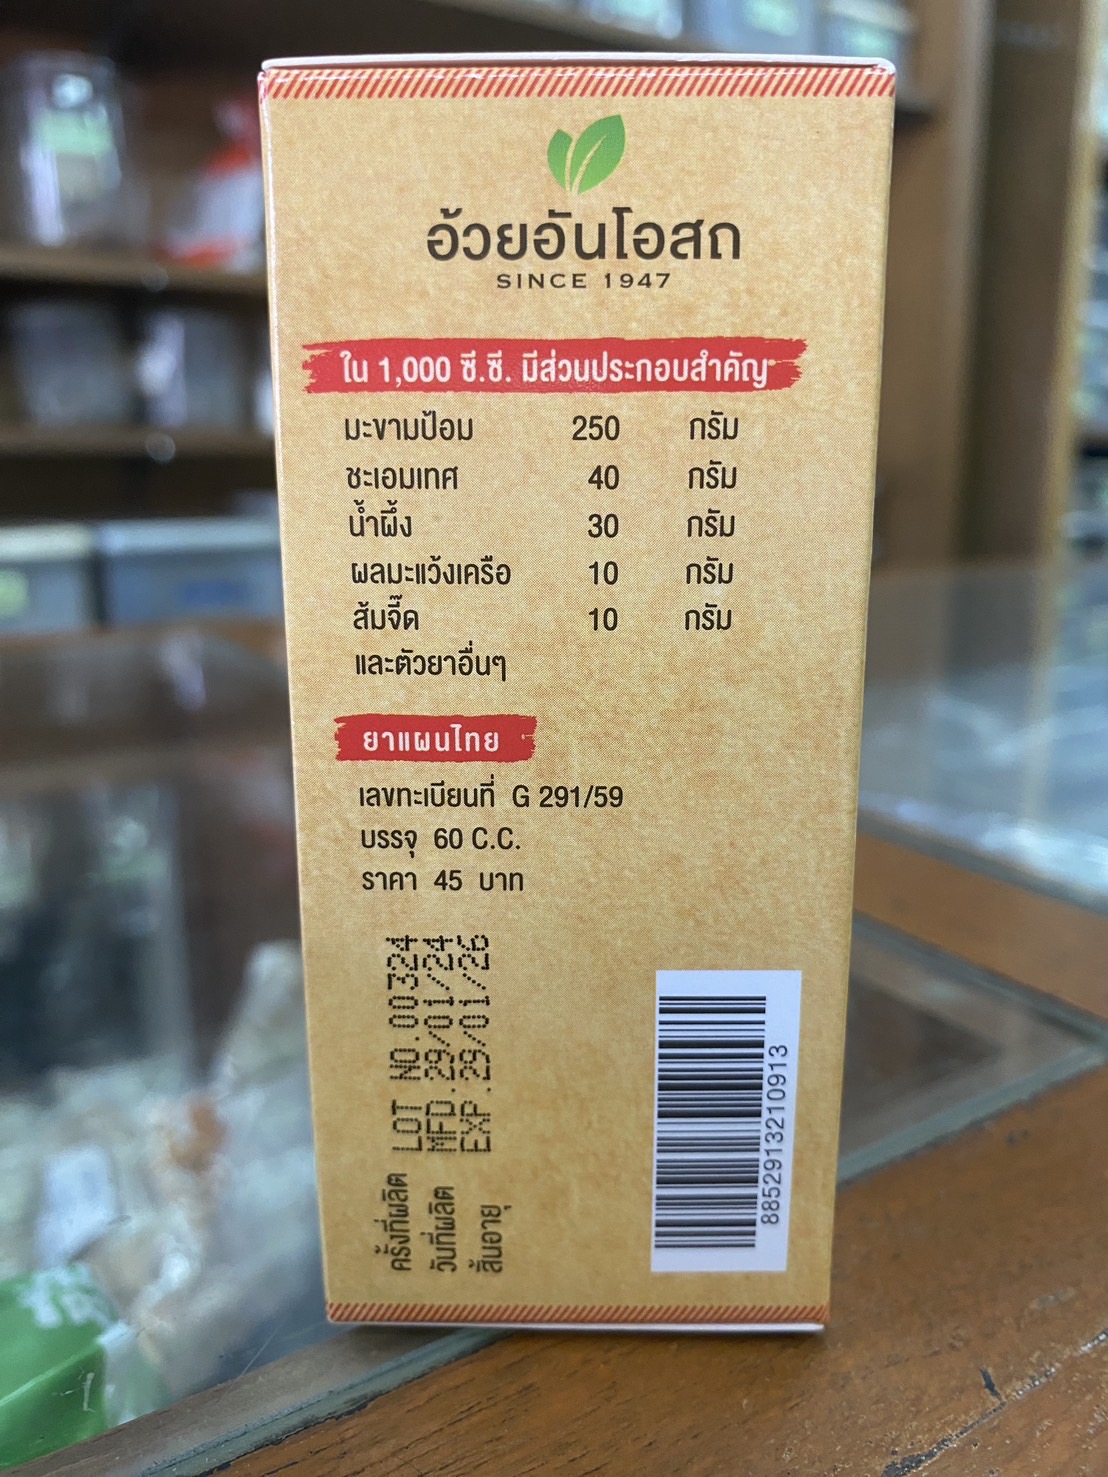 อ้วยอันโอสถ
SINCE 1947
ใน 1,000 ซี.ซี. มีส่วนประกอบสำคัญ
มะขามป้อม 250 กรัม
ชะเอมเทศ 40 กรัม
น้ำผึ้ง 30 กรัม
ผลมะแว้งเครือ 10 กรัม
ส้มจี๊ด 10 กรัม
และตัวยาอื่นๆ
ยาแผนไทย
เลขทะเบียนที่ G 291/59
บรรจุ 60 C.C.
ราคา 45 บาท
ครั้งที่ผลิต LOT NO.00324
วันที่ผลิต MFD.29/01/24
สิ้นอายุ EXP.29/01/26
8852913210913